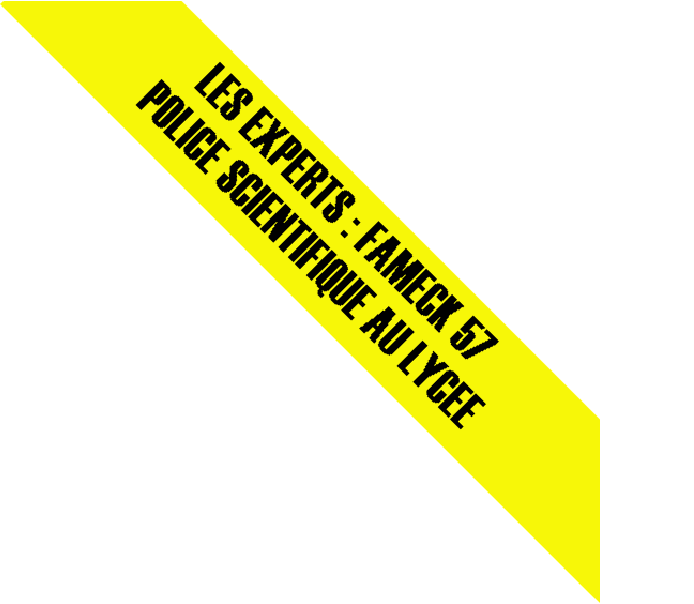 LES EXPERTS : FAMECK 57
POLICE SCIENTIFIQUE AU LYCEE